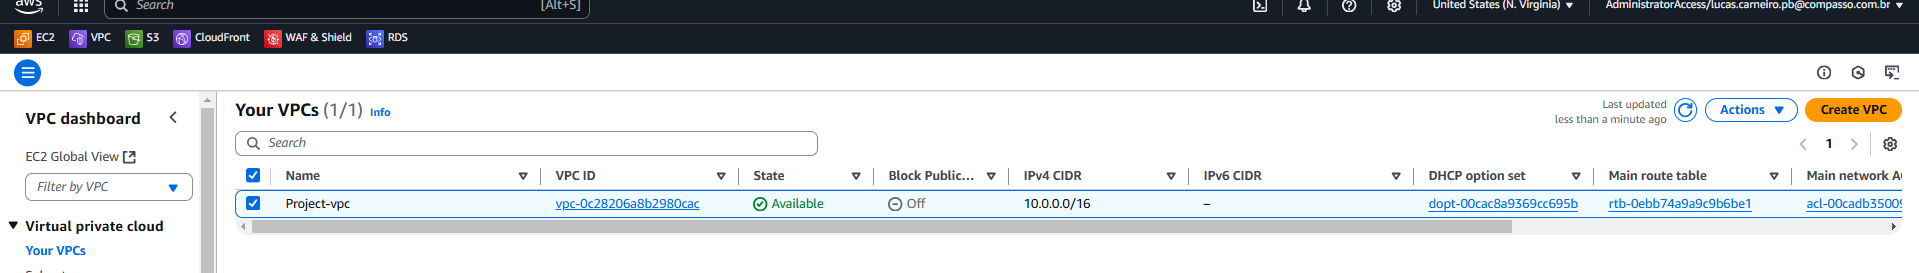 aws
Search
[Alt+S]
United States (N. Virginia)
AdministratorAccess/lucas.carneiro.pb@compasso.com.br
EC2 VPC S3 CloudFront WAF & Shield RDS
VPC dashboard
EC2 Global View
Filter by VPC
Virtual private cloud
Your VPCs
Your VPCs (1/1) Info
Last updated
less than a minute ago
Actions
Create VPC
Search
1
Name VPC ID State Block Public... IPv4 CIDR IPv6 CIDR DHCP option set Main route table Main network A
Project-vpc vpc-0c28206a8b2980cac Available Off 10.0.0.0/16 – dopt-00cac8a9369cc695b rtb-0ebb74a9a9c9b6be1 acl-00cadb35009